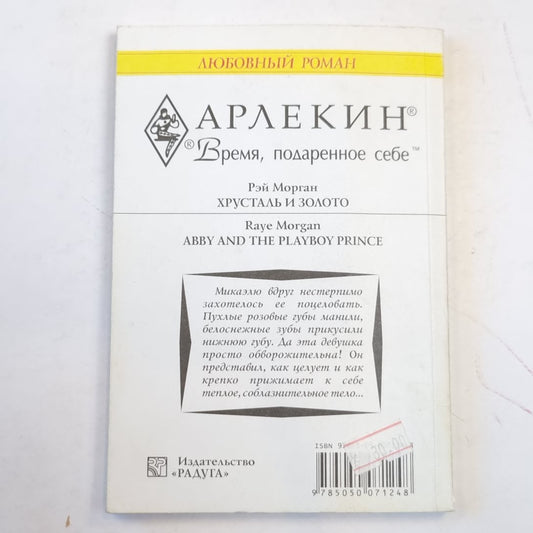 ЛЮБОВНЫЙ РОМАН
АРЛЕКИН®
® Время, подаренное себе™
Рэй Морган
ХРУСТАЛЬ И ЗОЛОТО
Raye Morgan
ABBY AND THE PLAYBOY PRINCE
Микаэлю вдруг нестерпимо
захотелось ее поцеловать.
Пухлые розовые губы манили,
белоснежные зубы прикусили
нижнюю губу. Да эта девушка
просто обворожительна! Он
представил, как целует и как
крепко прижимает к себе
теплое, соблазнительное тело...
ISBN
Издательство
«РАДУГА»
30-00
9 785050 071248